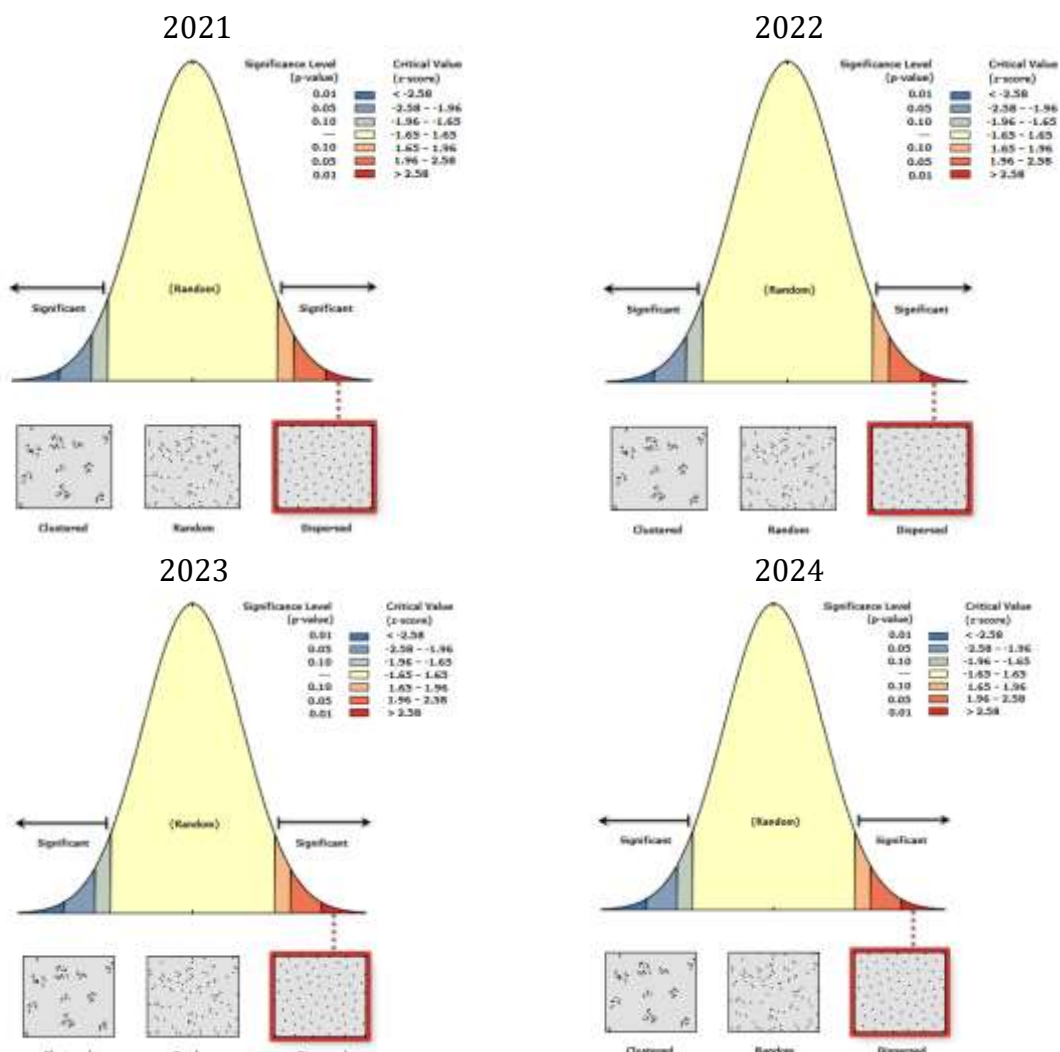 2021
Significance Level
(p-value)
Critical Value
(z-score)
0.01 < -2.58
0.05 -2.58 – -1.96
0.10 -1.96 – -1.65
— -1.65 – 1.65
0.10 1.65 – 1.96
0.05 1.96 – 2.58
0.01 > 2.58
(Random)
Significant
Significant
Clustered
Random
Dispersed
2022
Significance Level
(p-value)
Critical Value
(z-score)
0.01 < -2.58
0.05 -2.58 – -1.96
0.10 -1.96 – -1.65
— -1.65 – 1.65
0.10 1.65 – 1.96
0.05 1.96 – 2.58
0.01 > 2.58
(Random)
Significant
Significant
Clustered
Random
Dispersed
2023
Significance Level
(p-value)
Critical Value
(z-score)
0.01 < -2.58
0.05 -2.58 – -1.96
0.10 -1.96 – -1.65
— -1.65 – 1.65
0.10 1.65 – 1.96
0.05 1.96 – 2.58
0.01 > 2.58
(Random)
Significant
Significant
2024
Significance Level
(p-value)
Critical Value
(z-score)
0.01 < -2.58
0.05 -2.58 – -1.96
0.10 -1.96 – -1.65
— -1.65 – 1.65
0.10 1.65 – 1.96
0.05 1.96 – 2.58
0.01 > 2.58
(Random)
Significant
Significant
Clustered
Random
Dispersed